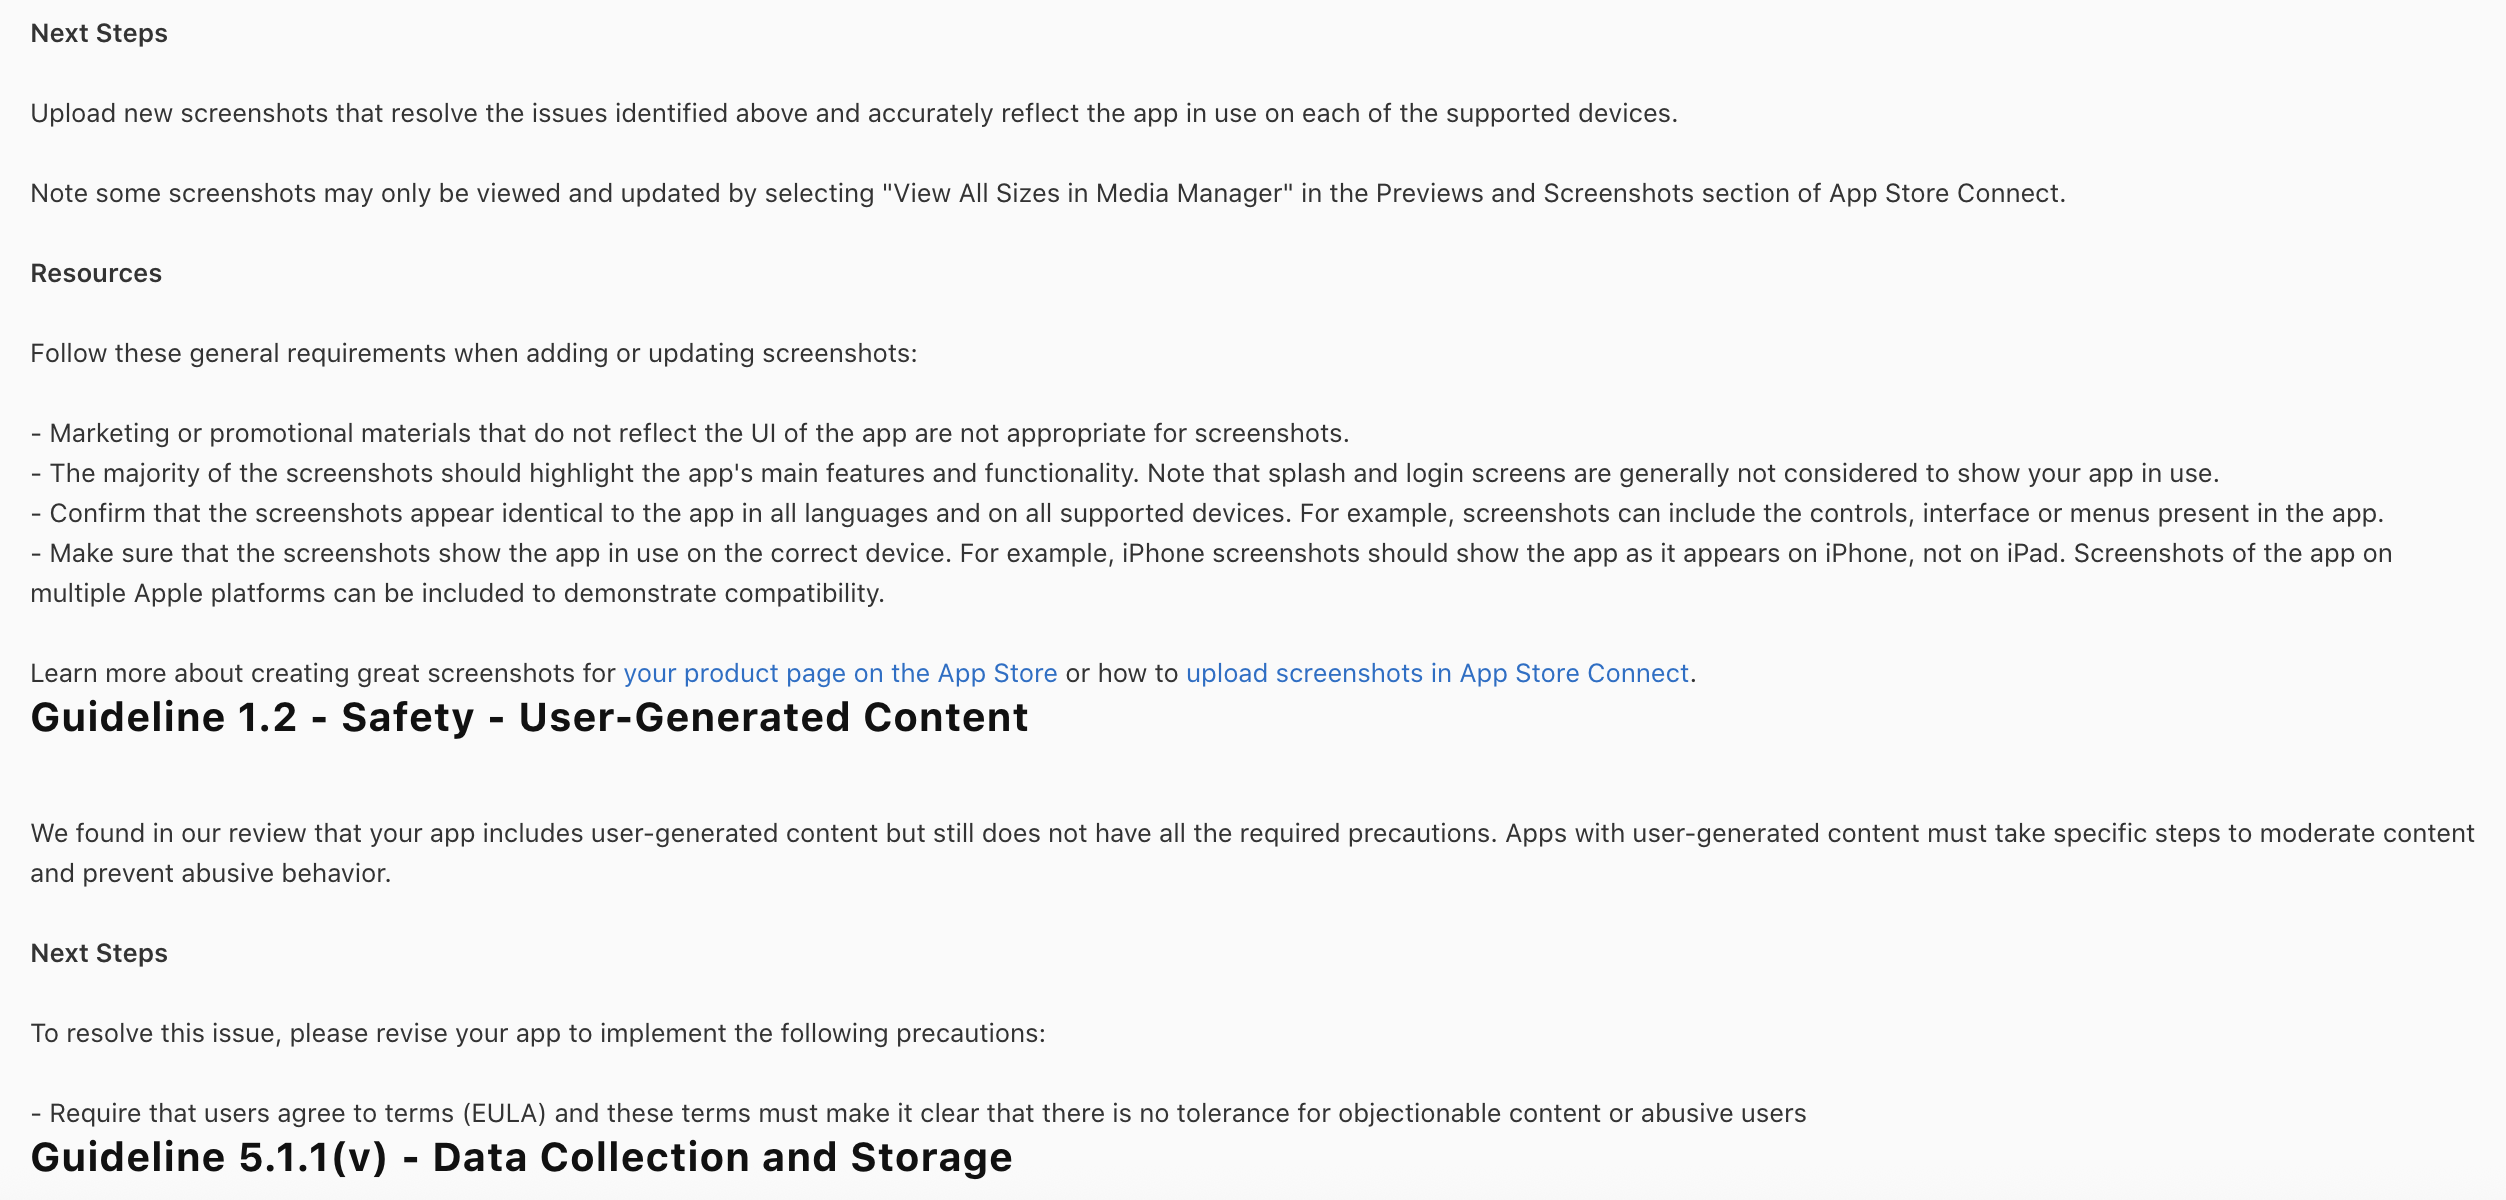 Next Steps
Upload new screenshots that resolve the issues identified above and accurately reflect the app in use on each of the supported devices.
Note some screenshots may only be viewed and updated by selecting "View All Sizes in Media Manager" in the Previews and Screenshots section of App Store Connect.
Resources
Follow these general requirements when adding or updating screenshots:
- Marketing or promotional materials that do not reflect the UI of the app are not appropriate for screenshots.
- The majority of the screenshots should highlight the app's main features and functionality. Note that splash and login screens are generally not considered to show your app in use.
- Confirm that the screenshots appear identical to the app in all languages and on all supported devices. For example, screenshots can include the controls, interface or menus present in the app.
- Make sure that the screenshots show the app in use on the correct device. For example, iPhone screenshots should show the app as it appears on iPhone, not on iPad. Screenshots of the app on
multiple Apple platforms can be included to demonstrate compatibility.
Learn more about creating great screenshots for your product page on the App Store or how to upload screenshots in App Store Connect.
Guideline 1.2 - Safety - User-Generated Content
We found in our review that your app includes user-generated content but still does not have all the required precautions. Apps with user-generated content must take specific steps to moderate content
and prevent abusive behavior.
Next Steps
To resolve this issue, please revise your app to implement the following precautions:
- Require that users agree to terms (EULA) and these terms must make it clear that there is no tolerance for objectionable content or abusive users
Guideline 5.1.1(v) - Data Collection and Storage